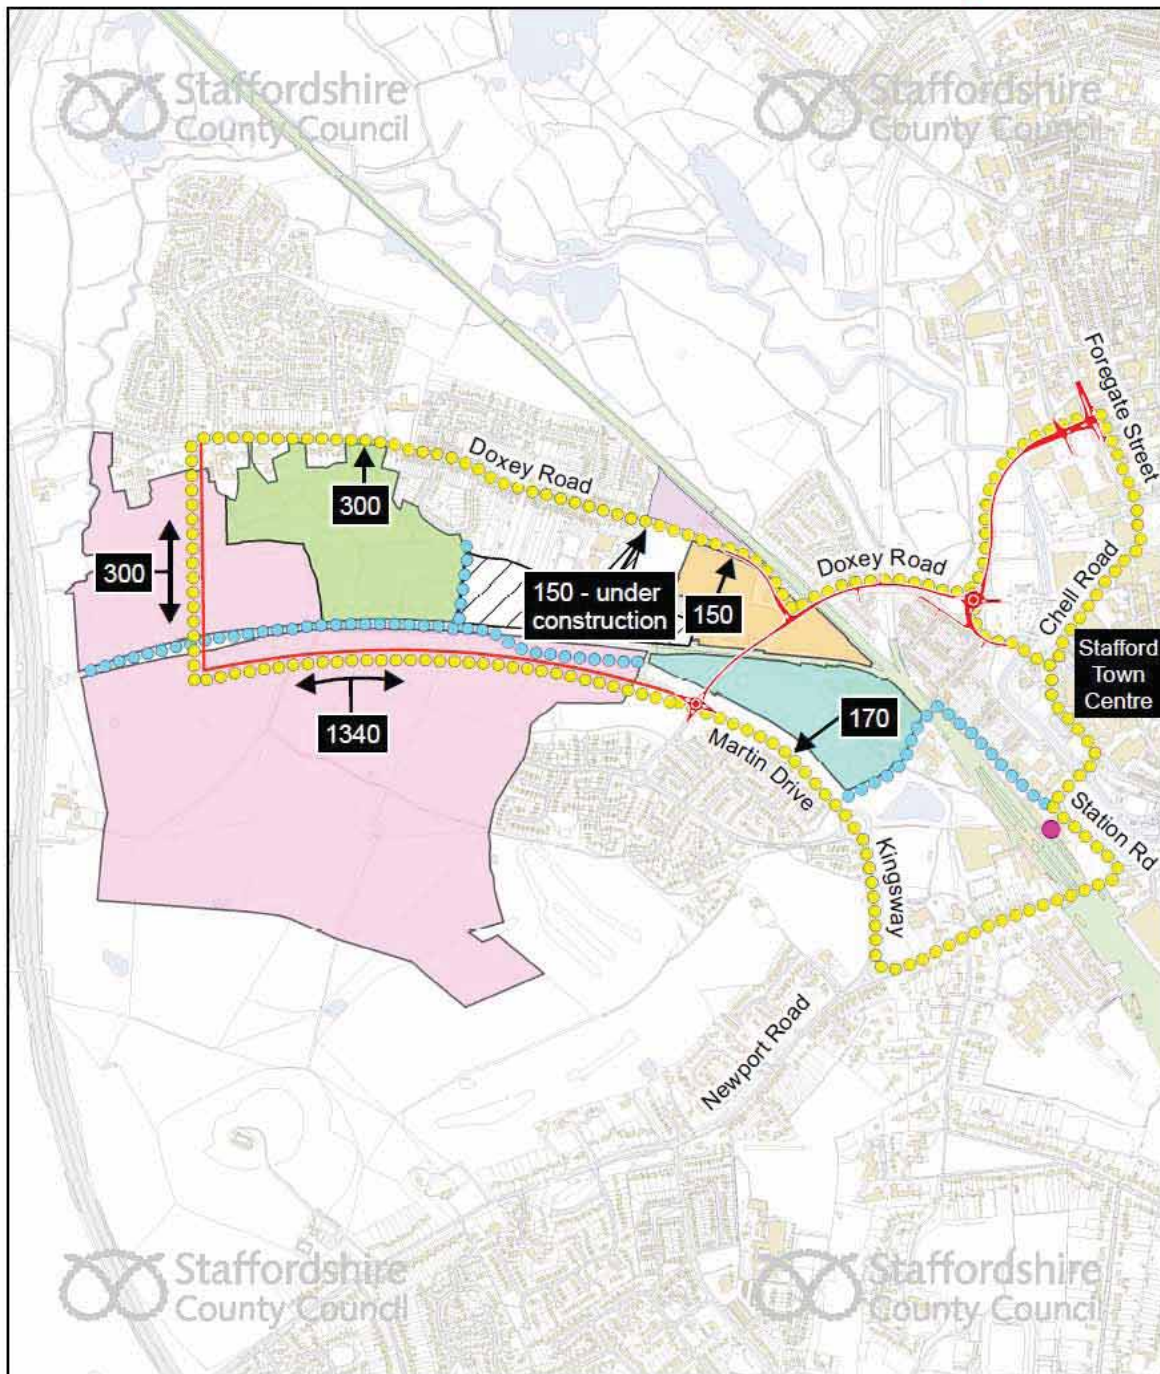 Staffordshire
County Council
Staffordshire
County Council
Foregate Street
Doxey Road
300
300
150 - under
construction
150
Doxey Road
Chell Road
Stafford
Town
Centre
1340
170
Martin Drive
Station Rd
Kingsway
Newport Road
Staffordshire
County Council
Staffordshire
County Council